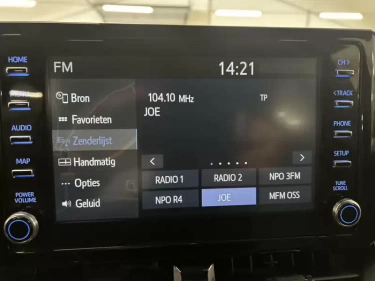 FM 14:21
HOME
MENU
AUDIO
MAP
POWER
VOLUME
Bron
Favorieten
Zenderlijst
Handmatig
Opties
Geluid
104.10 MHz TP
JOE
RADIO 1 RADIO 2 NPO 3FM
NPO R4 JOE MFM OSS
<TRACK
PHONE
SETUP
TUNE
SCROLL